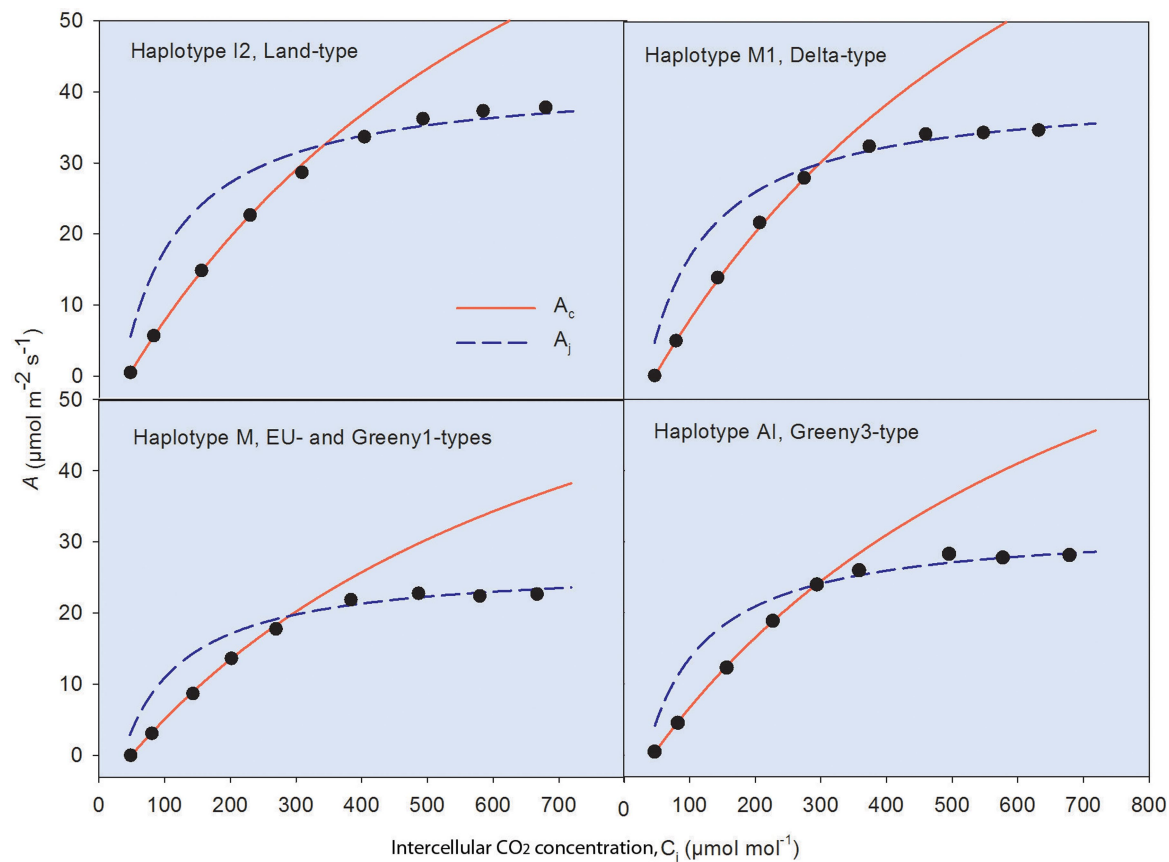 50
40
30
20
10
0
Haplotype I2, Land-type
A_c
A_j
Haplotype M1, Delta-type
A (µmol m⁻² s⁻¹)
50
40
30
20
10
0
Haplotype M, EU- and Greeny1-types
Haplotype AI, Greeny3-type
0 100 200 300 400 500 600 700
0 100 200 300 400 500 600 700 800
Intercellular CO2 concentration, C_i (µmol mol⁻¹)